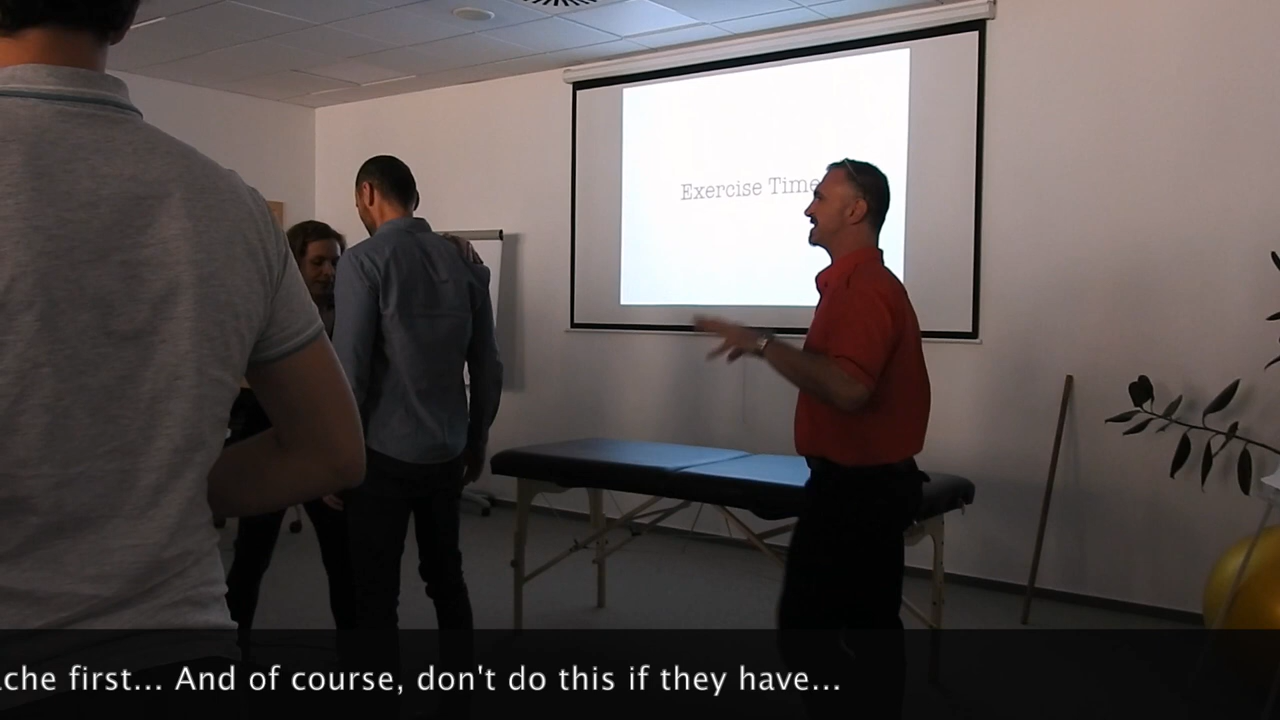 Exercise Time
che first... And of course, don't do this if they have...